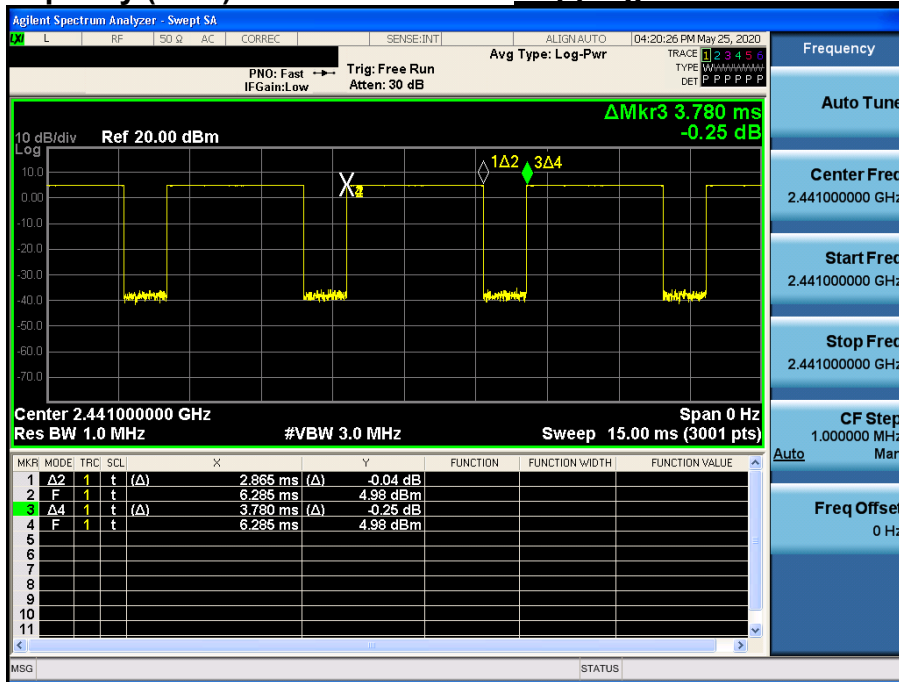 Agilent Spectrum Analyzer - Swept SA
LXI L RF 50 Ω AC CORREC SENSE:INT ALIGN AUTO 04:20:26 PM May 25, 2020
Avg Type: Log-Pwr TRACE 1 2 3 4 5 6
PNO: Fast Trig: Free Run TYPE WWWWWW
IFGain:Low Atten: 30 dB DET P P P P P P
ΔMkr3 3.780 ms
-0.25 dB
10 dB/div Ref 20.00 dBm
Log
1Δ2 3Δ4
10.0
0.00
-10.0
-20.0
-30.0
-40.0
-50.0
-60.0
-70.0
Center 2.441000000 GHz Span 0 Hz
Res BW 1.0 MHz #VBW 3.0 MHz Sweep 15.00 ms (3001 pts)
MKR MODE TRC SCL X Y FUNCTION FUNCTION WIDTH FUNCTION VALUE
1 Δ2 1 t (Δ) 2.865 ms (Δ) -0.04 dB
2 F 1 t 6.285 ms 4.98 dBm
3 Δ4 1 t (Δ) 3.780 ms (Δ) -0.25 dB
4 F 1 t 6.285 ms 4.98 dBm
5
6
7
8
9
10
11
MSG STATUS
Frequency
Auto Tune
Center Freq
2.441000000 GHz
Start Freq
2.441000000 GHz
Stop Freq
2.441000000 GHz
CF Step
1.000000 MHz
Auto Man
Freq Offset
0 Hz